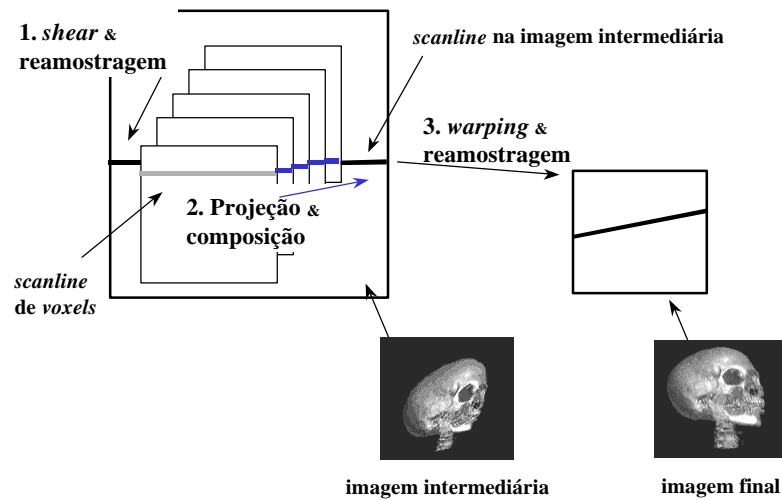 1. shear &
reamostragem
scanline na imagem intermediária
3. warping &
reamostragem
2. Projeção &
composição
scanline
de voxels
imagem intermediária
imagem final